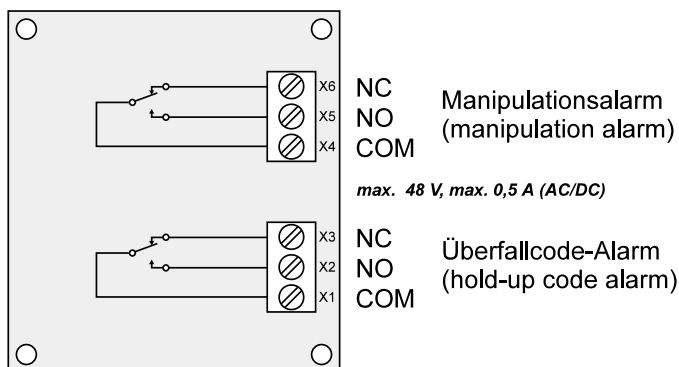 X6 NC
X5 NO
X4 COM
Manipulationsalarm
(manipulation alarm)
max. 48 V, max. 0,5 A (AC/DC)
X3 NC
X2 NO
X1 COM
Überfallcode-Alarm
(hold-up code alarm)